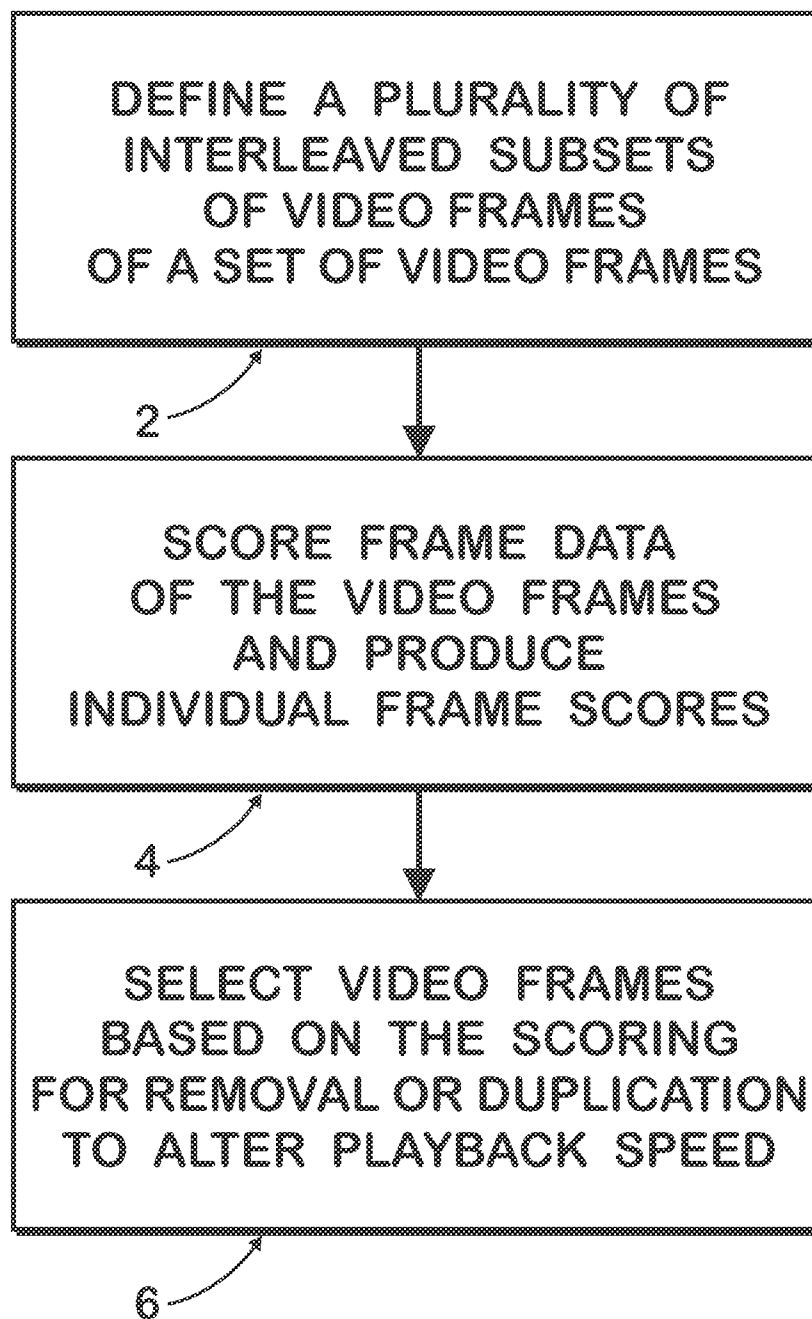 DEFINE A PLURALITY OF
INTERLEAVED SUBSETS
OF VIDEO FRAMES
OF A SET OF VIDEO FRAMES
2
SCORE FRAME DATA
OF THE VIDEO FRAMES
AND PRODUCE
INDIVIDUAL FRAME SCORES
4
SELECT VIDEO FRAMES
BASED ON THE SCORING
FOR REMOVAL OR DUPLICATION
TO ALTER PLAYBACK SPEED
6